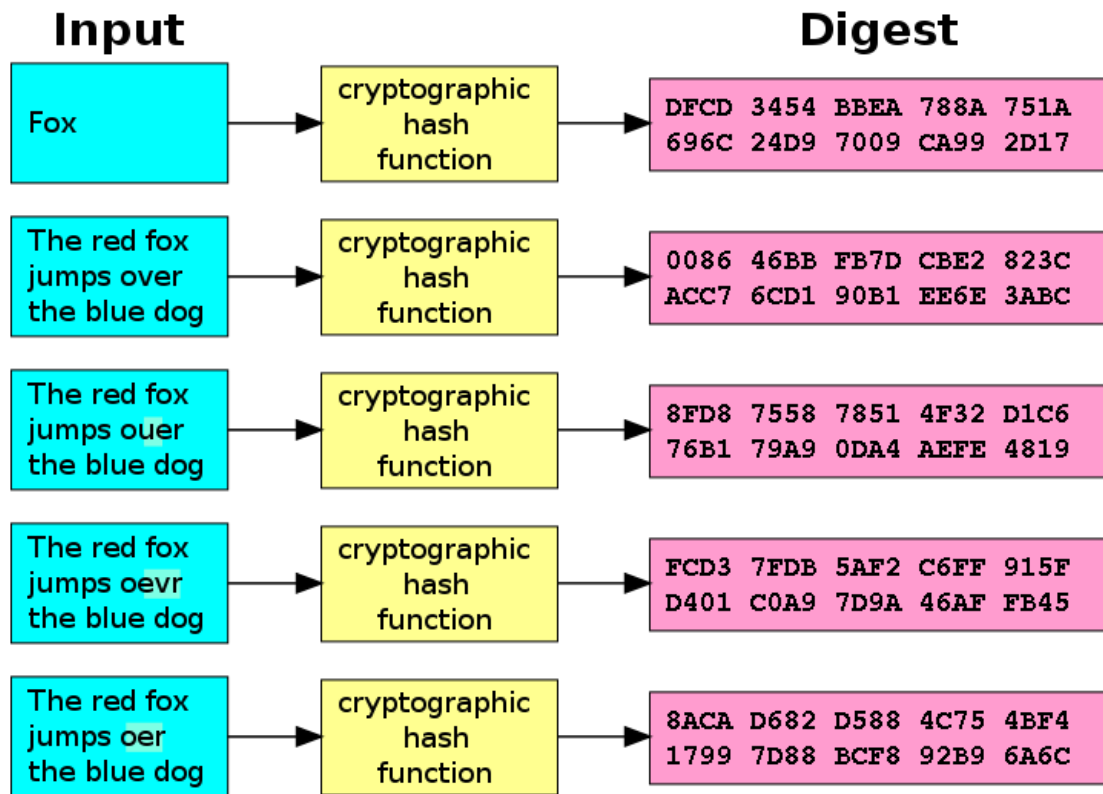 Input
Digest
Fox
cryptographic
hash
function
DFCD 3454 BBEA 788A 751A
696C 24D9 7009 CA99 2D17
The red fox
jumps over
the blue dog
cryptographic
hash
function
0086 46BB FB7D CBE2 823C
ACC7 6CD1 90B1 EE6E 3ABC
The red fox
jumps ouer
the blue dog
cryptographic
hash
function
8FD8 7558 7851 4F32 D1C6
76B1 79A9 0DA4 AEFE 4819
The red fox
jumps oevr
the blue dog
cryptographic
hash
function
FCD3 7FDB 5AF2 C6FF 915F
D401 C0A9 7D9A 46AF FB45
The red fox
jumps oer
the blue dog
cryptographic
hash
function
8ACA D682 D588 4C75 4BF4
1799 7D88 BCF8 92B9 6A6C